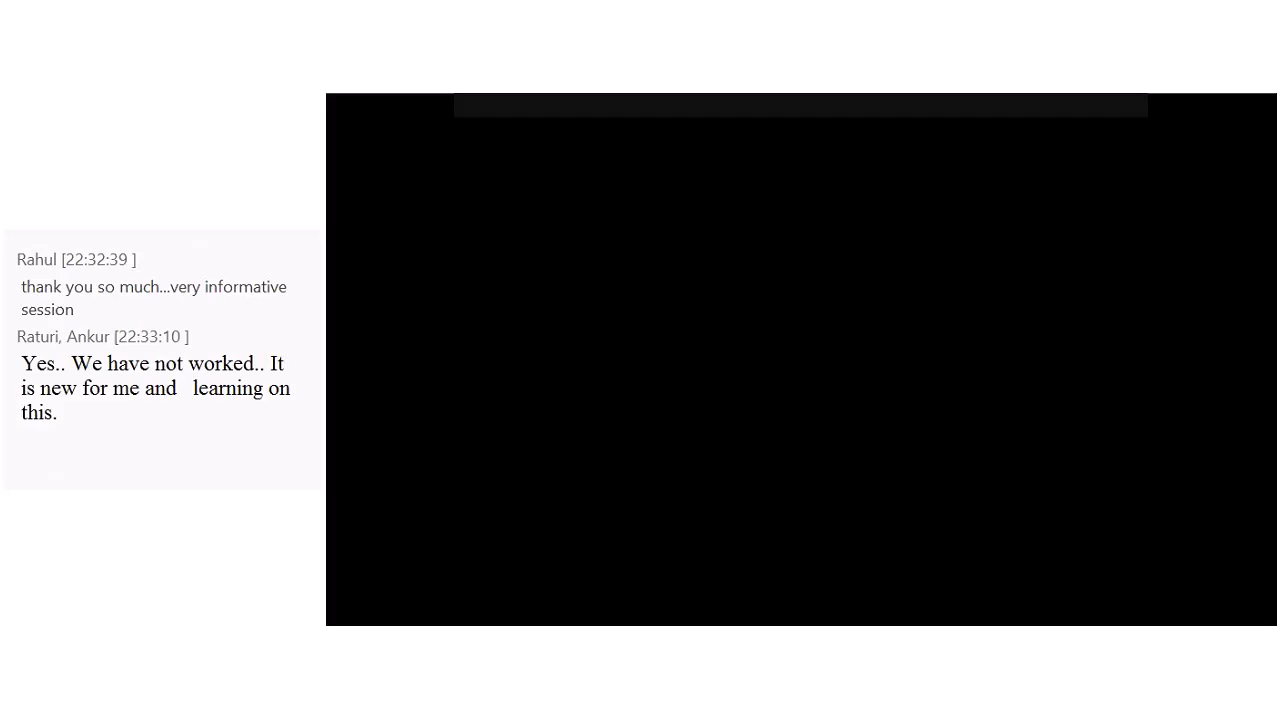 Rahul [22:32:39 ]
thank you so much...very informative
session
Raturi, Ankur [22:33:10 ]
Yes.. We have not worked.. It
is new for me and   learning on
this.